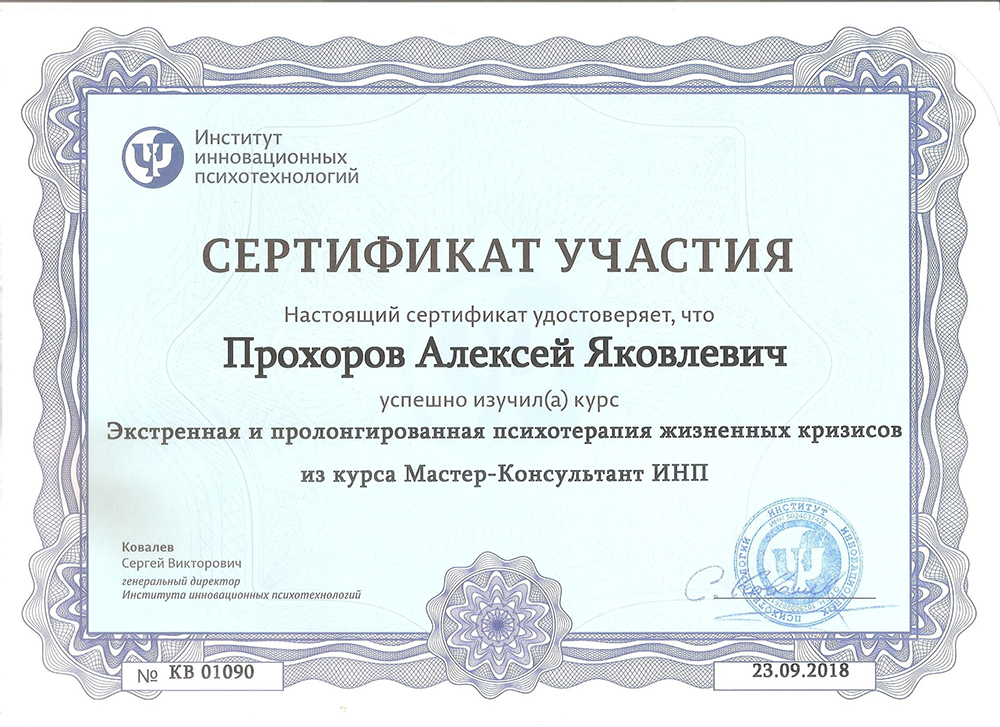 Институт
инновационных
психотехнологий
СЕРТИФИКАТ УЧАСТИЯ
Настоящий сертификат удостоверяет, что
Прохоров Алексей Яковлевич
успешно изучил(а) курс
Экстренная и пролонгированная психотерапия жизненных кризисов
из курса Мастер-Консультант ИНП
Ковалев
Сергей Викторович
генеральный директор
Института инновационных психотехнологий
ИНСТИТУТ ИННОВАЦИОННЫХ ПСИХОТЕХНОЛОГИЙ
№ КВ 01090
23.09.2018